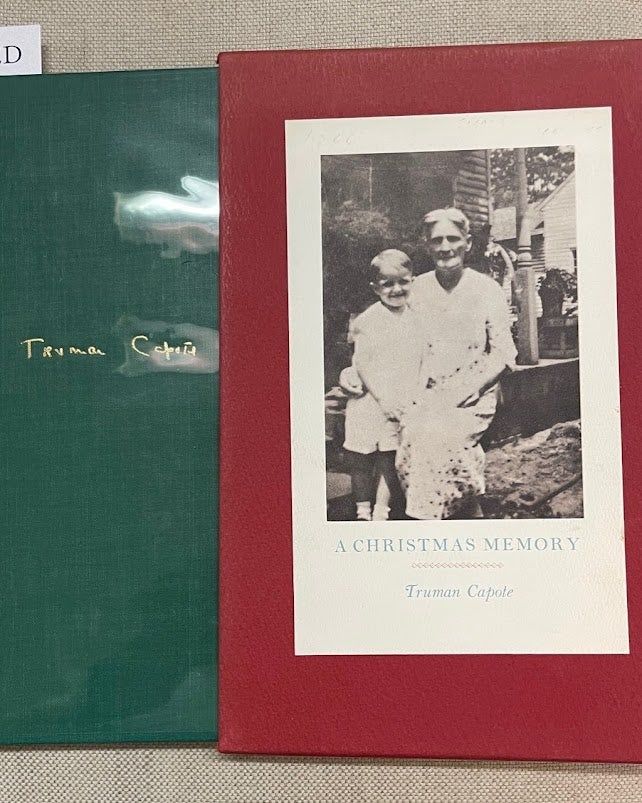 D
Truman Capote
A CHRISTMAS MEMORY
Truman Capote